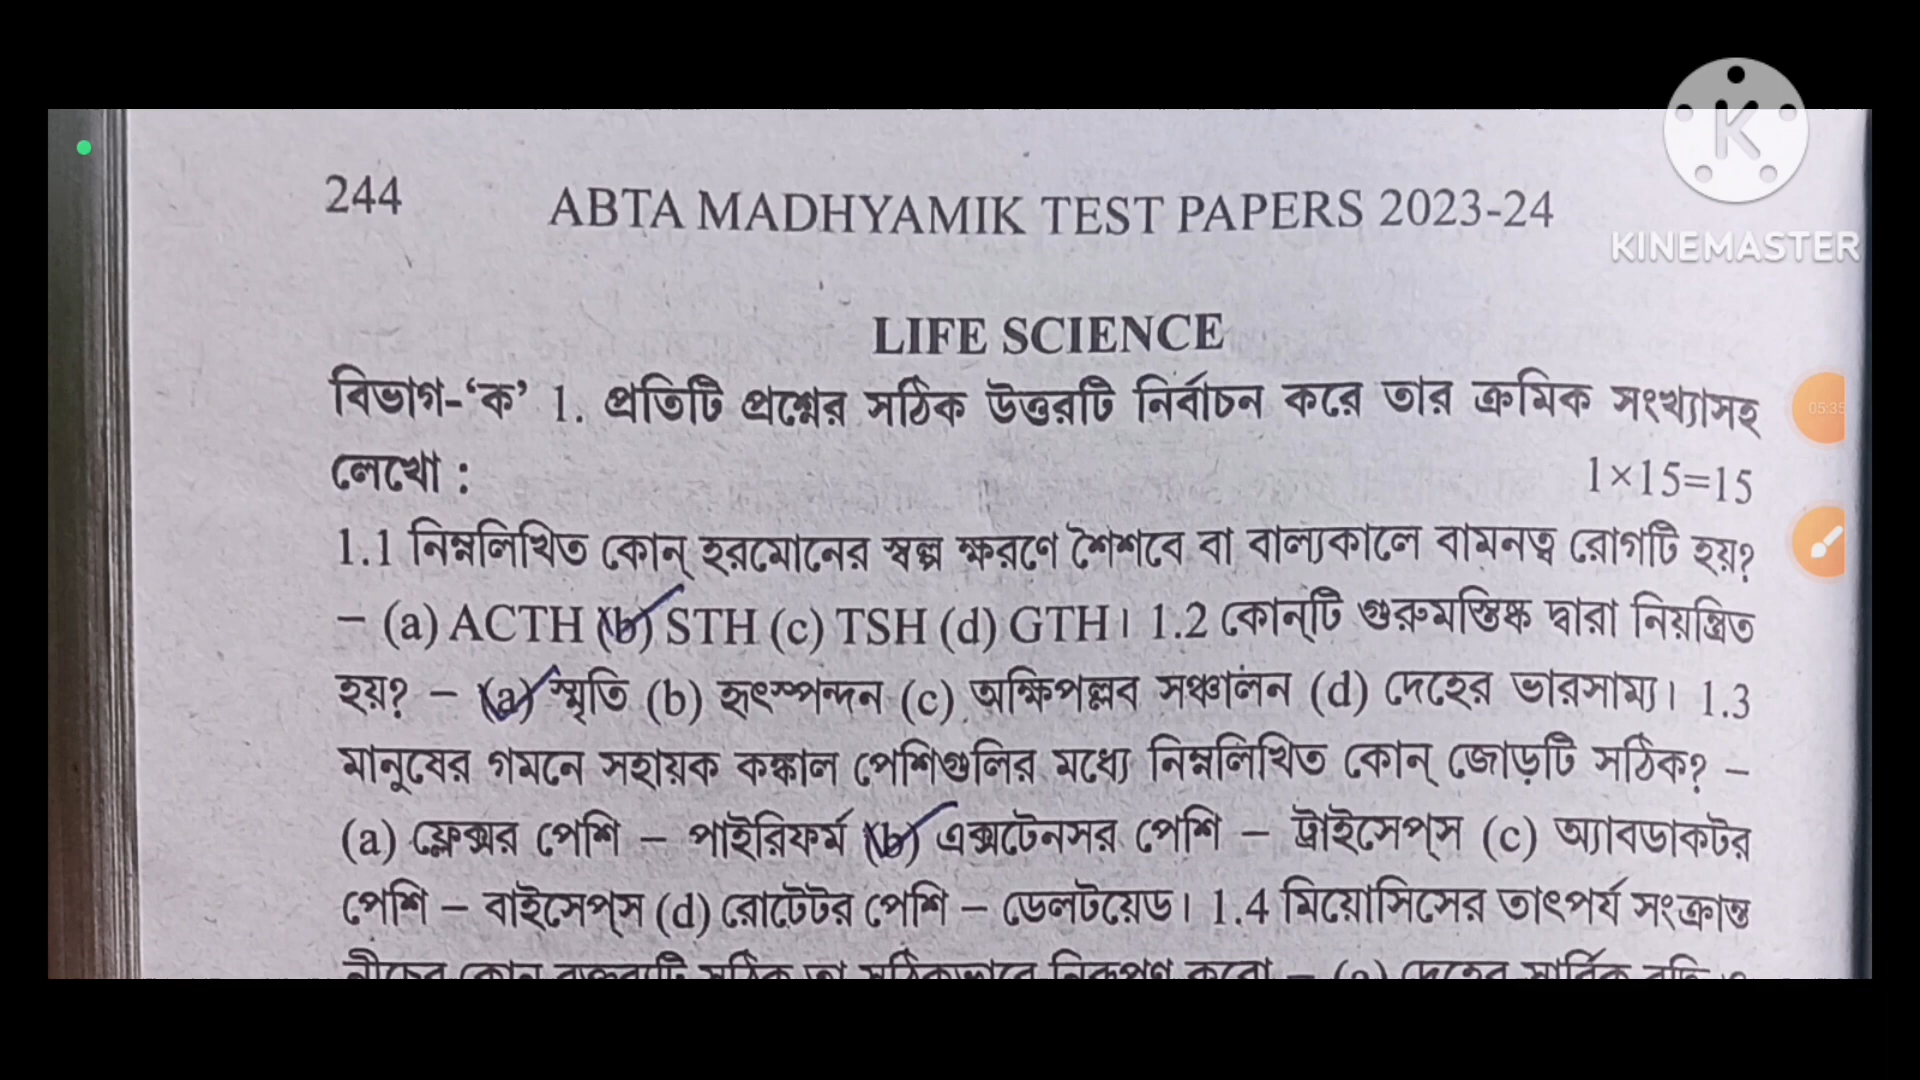 244 ABTA MADHYAMIK TEST PAPERS 2023-24
KINEMASTER
LIFE SCIENCE
বিভাগ-‘ক’ 1. প্রতিটি প্রশ্নের সঠিক উত্তরটি নির্বাচন করে তার ক্রমিক সংখ্যাসহ
05:35
লেখো : 1×15=15
1.1 নিম্নলিখিত কোন্ হরমোনের স্বল্প ক্ষরণে শৈশবে বা বাল্যকালে বামনত্ব রোগটি হয়?
– (a) ACTH (b) STH (c) TSH (d) GTH। 1.2 কোন্‌টি গুরুমস্তিষ্ক দ্বারা নিয়ন্ত্রিত
হয়? – (a) স্মৃতি (b) হৃৎস্পন্দন (c) অক্ষিপল্লব সঞ্চালন (d) দেহের ভারসাম্য। 1.3
মানুষের গমনে সহায়ক কঙ্কাল পেশিগুলির মধ্যে নিম্নলিখিত কোন্ জোড়টি সঠিক? –
(a) ফ্লেক্সর পেশি – পাইরিফর্ম (b) এক্সটেনসর পেশি – ট্রাইসেপ্‌স (c) অ্যাবডাকটর
পেশি – বাইসেপ্‌স (d) রোটেটর পেশি – ডেলটয়েড। 1.4 মিয়োসিসের তাৎপর্য সংক্রান্ত